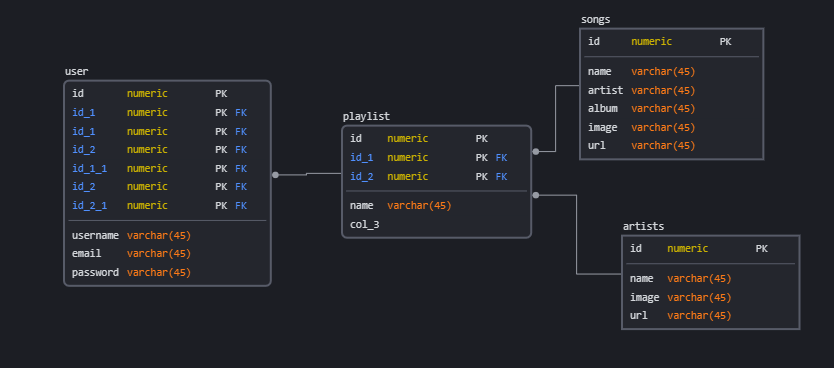 user
id numeric PK
id_1 numeric PK FK
id_1 numeric PK FK
id_2 numeric PK FK
id_1_1 numeric PK FK
id_2 numeric PK FK
id_2_1 numeric PK FK
username varchar(45)
email varchar(45)
password varchar(45)
playlist
id numeric PK
id_1 numeric PK FK
id_2 numeric PK FK
name varchar(45)
col_3
songs
id numeric PK
name varchar(45)
artist varchar(45)
album varchar(45)
image varchar(45)
url varchar(45)
artists
id numeric PK
name varchar(45)
image varchar(45)
url varchar(45)